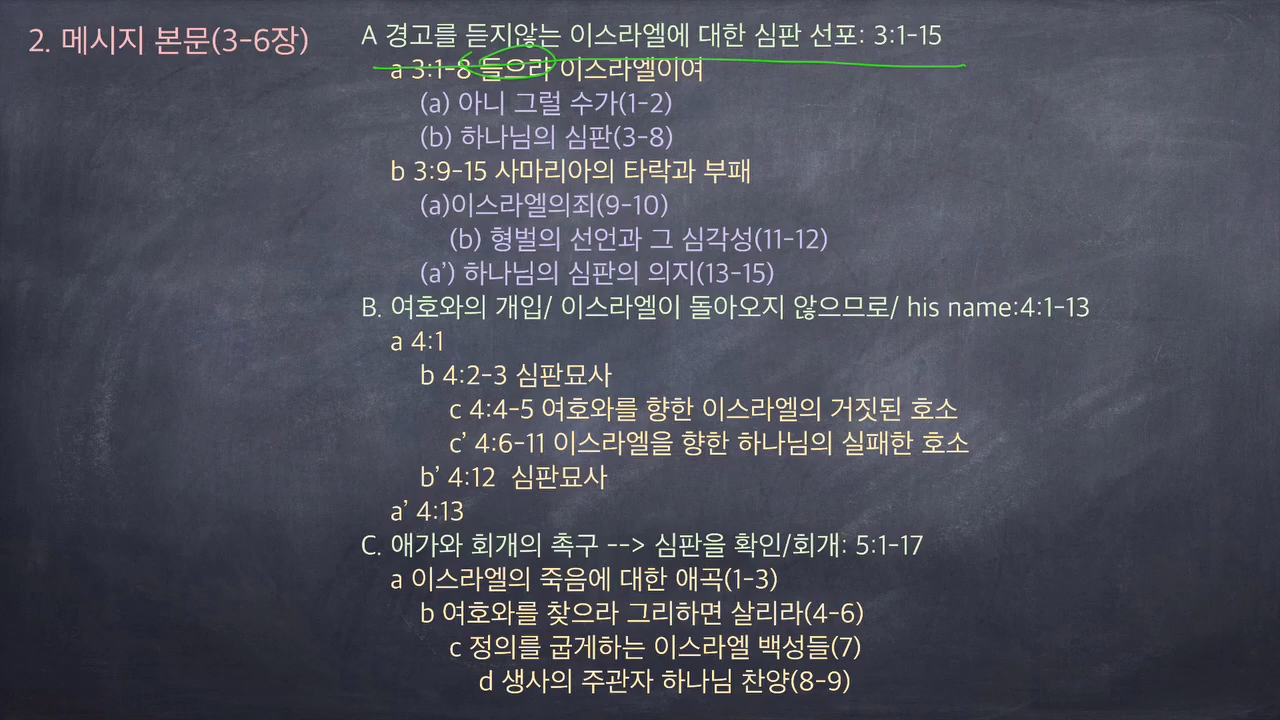 2. 메시지 본문(3-6장)
A 경고를 듣지않는 이스라엘에 대한 심판 선포: 3:1-15
a 3:1-8 들으라 이스라엘이여
(a) 아니 그럴 수가(1-2)
(b) 하나님의 심판(3-8)
b 3:9-15 사마리아의 타락과 부패
(a)이스라엘의죄(9-10)
(b) 형벌의 선언과 그 심각성(11-12)
(a’) 하나님의 심판의 의지(13-15)
B. 여호와의 개입/ 이스라엘이 돌아오지 않으므로/ his name:4:1-13
a 4:1
b 4:2-3 심판묘사
c 4:4-5 여호와를 향한 이스라엘의 거짓된 호소
c’ 4:6-11 이스라엘을 향한 하나님의 실패한 호소
b’ 4:12 심판묘사
a’ 4:13
C. 애가와 회개의 촉구 --> 심판을 확인/회개: 5:1-17
a 이스라엘의 죽음에 대한 애곡(1-3)
b 여호와를 찾으라 그리하면 살리라(4-6)
c 정의를 굽게하는 이스라엘 백성들(7)
d 생사의 주관자 하나님 찬양(8-9)